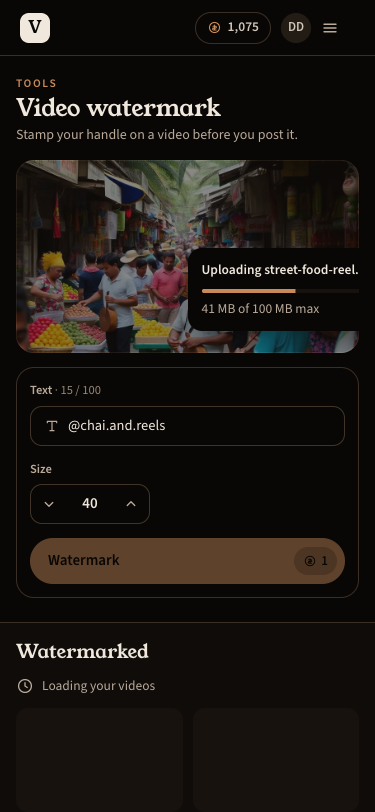 V
1,075
DD
TOOLS
Video watermark
Stamp your handle on a video before you post it.
Uploading street-food-reel.
41 MB of 100 MB max
Text · 15 / 100
@chai.and.reels
Size
40
Watermark
1
Watermarked
Loading your videos